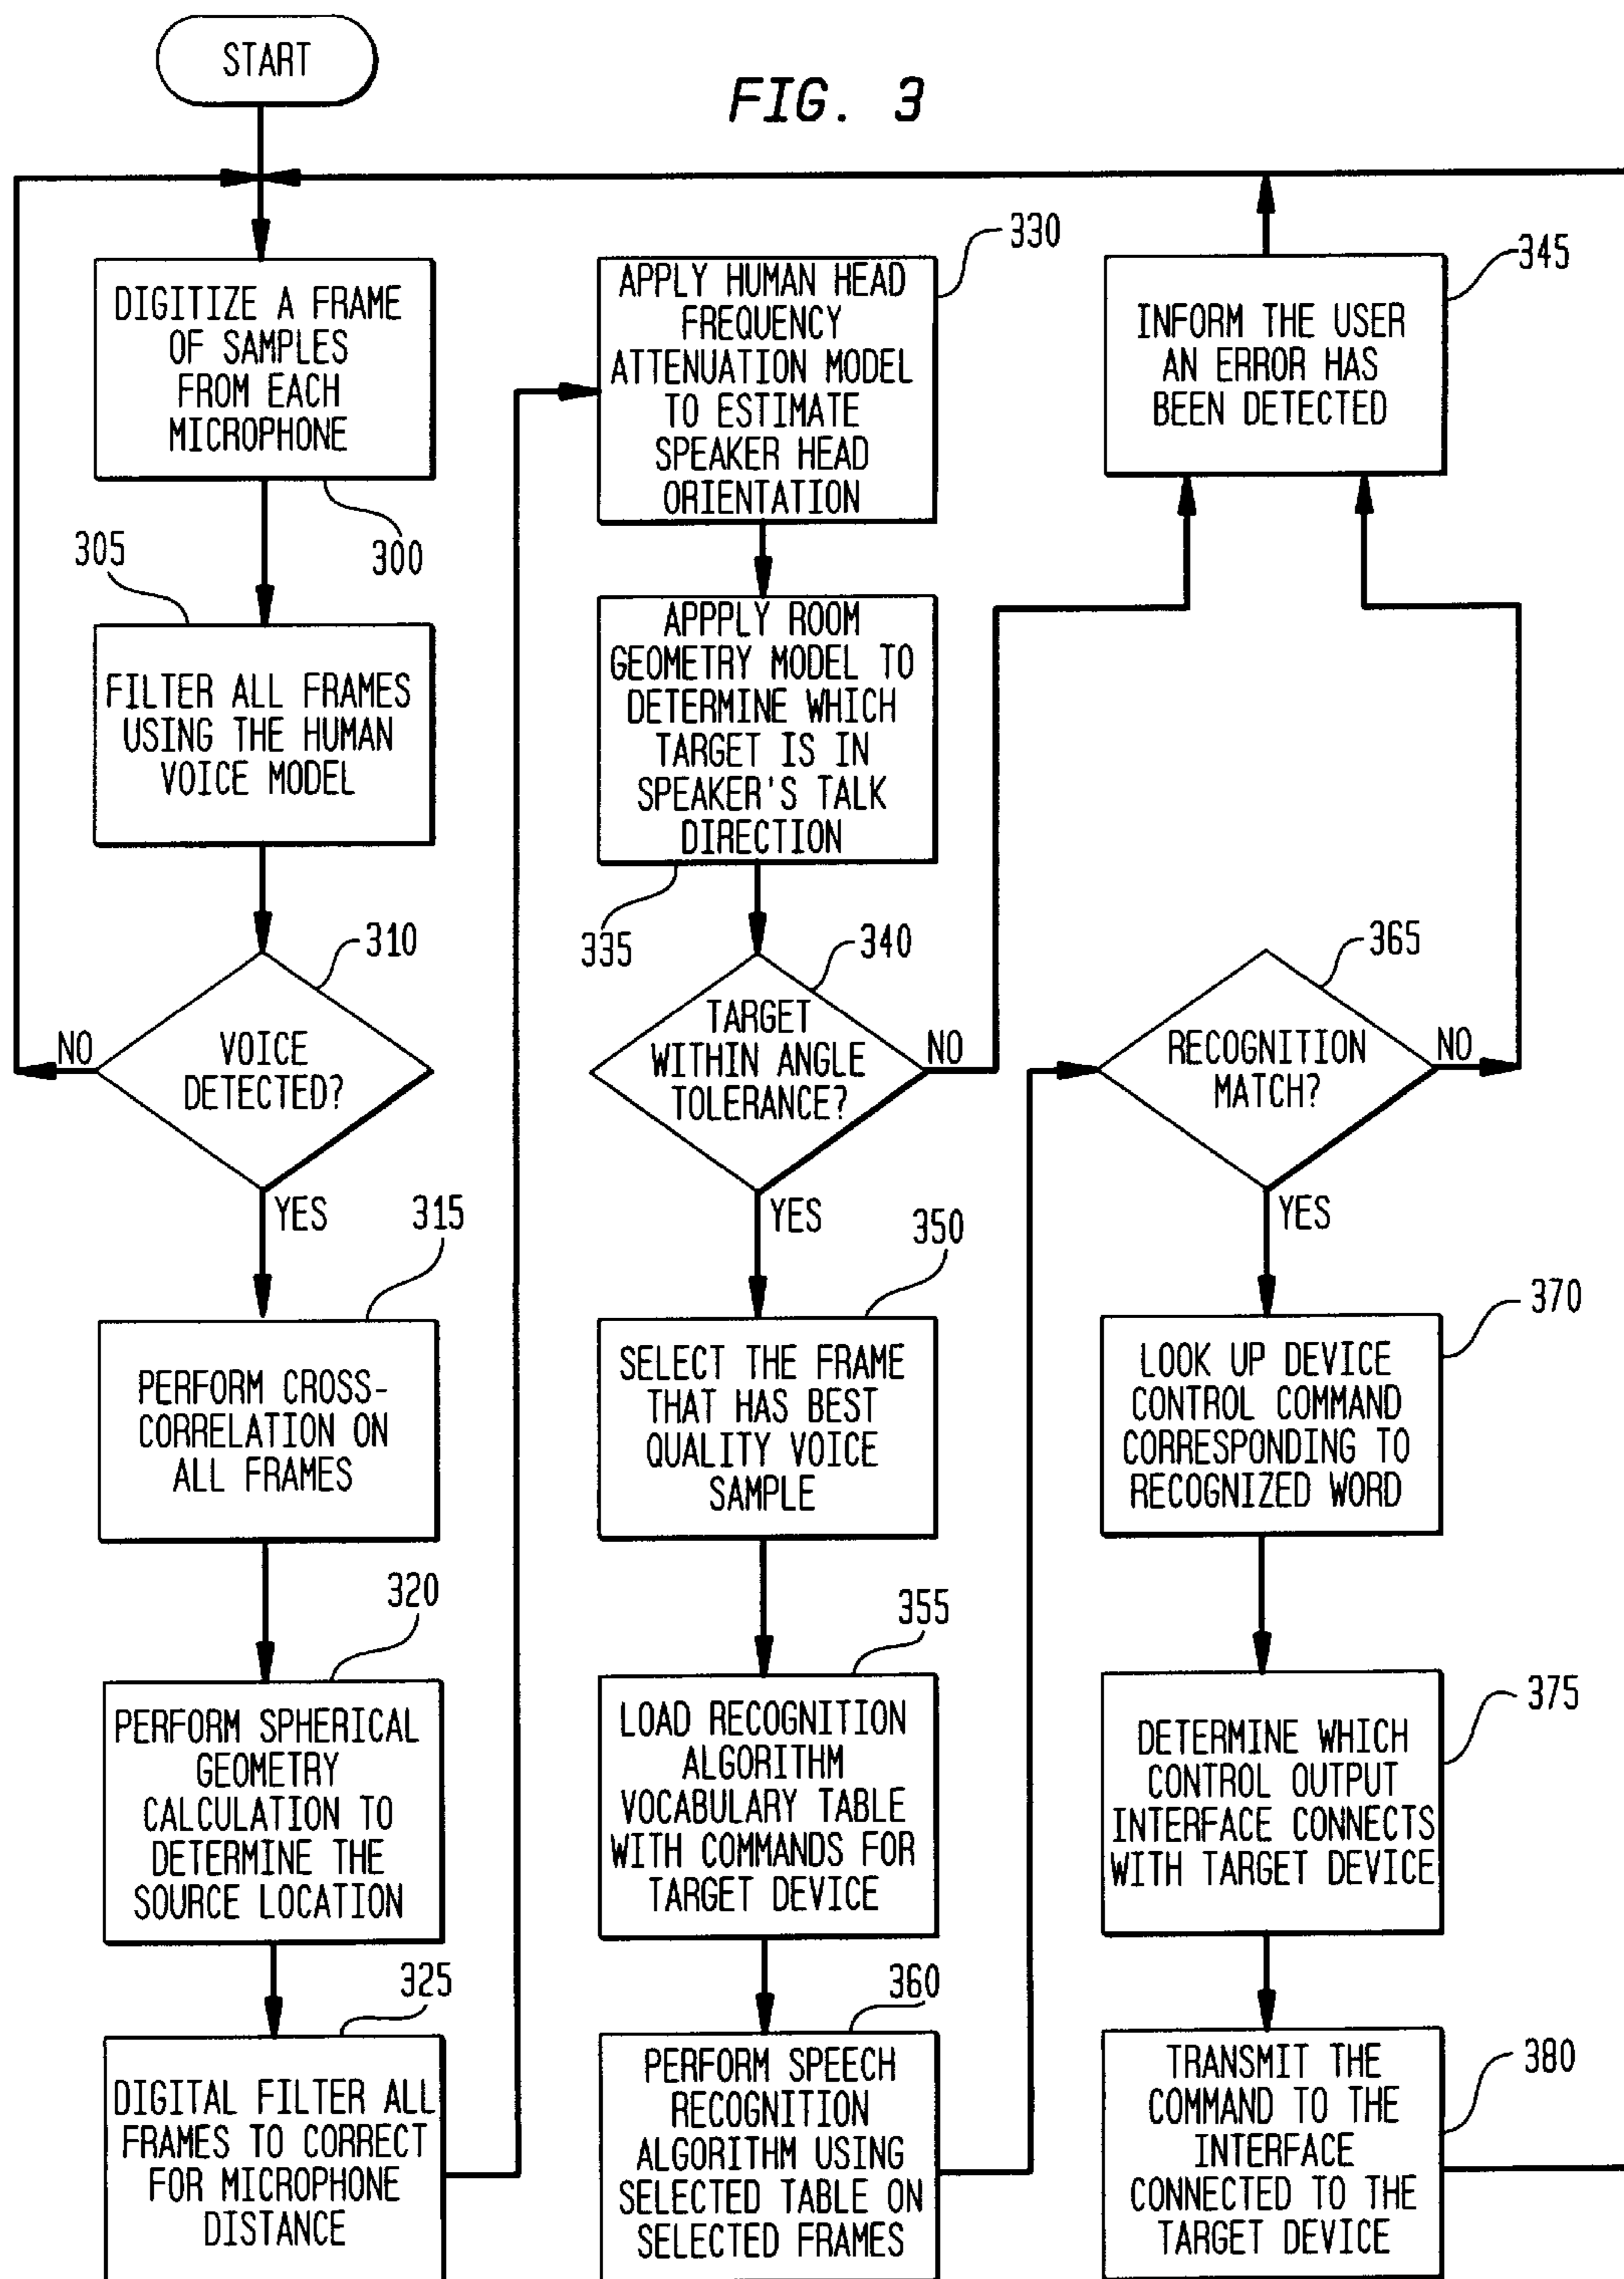 START
FIG. 3
DIGITIZE A FRAME
OF SAMPLES
FROM EACH
MICROPHONE
300
305
FILTER ALL FRAMES
USING THE HUMAN
VOICE MODEL
310
VOICE
DETECTED?
NO
YES
315
PERFORM CROSS-
CORRELATION ON
ALL FRAMES
320
PERFORM SPHERICAL
GEOMETRY
CALCULATION TO
DETERMINE THE
SOURCE LOCATION
325
DIGITAL FILTER ALL
FRAMES TO CORRECT
FOR MICROPHONE
DISTANCE
330
APPLY HUMAN HEAD
FREQUENCY
ATTENUATION MODEL
TO ESTIMATE
SPEAKER HEAD
ORIENTATION
APPPLY ROOM
GEOMETRY MODEL TO
DETERMINE WHICH
TARGET IS IN
SPEAKER'S TALK
DIRECTION
335
340
TARGET
WITHIN ANGLE
TOLERANCE?
NO
YES
350
SELECT THE FRAME
THAT HAS BEST
QUALITY VOICE
SAMPLE
355
LOAD RECOGNITION
ALGORITHM
VOCABULARY TABLE
WITH COMMANDS FOR
TARGET DEVICE
360
PERFORM SPEECH
RECOGNITION
ALGORITHM USING
SELECTED TABLE ON
SELECTED FRAMES
345
INFORM THE USER
AN ERROR HAS
BEEN DETECTED
365
RECOGNITION
MATCH?
NO
YES
370
LOOK UP DEVICE
CONTROL COMMAND
CORRESPONDING TO
RECOGNIZED WORD
375
DETERMINE WHICH
CONTROL OUTPUT
INTERFACE CONNECTS
WITH TARGET DEVICE
380
TRANSMIT THE
COMMAND TO THE
INTERFACE
CONNECTED TO THE
TARGET DEVICE